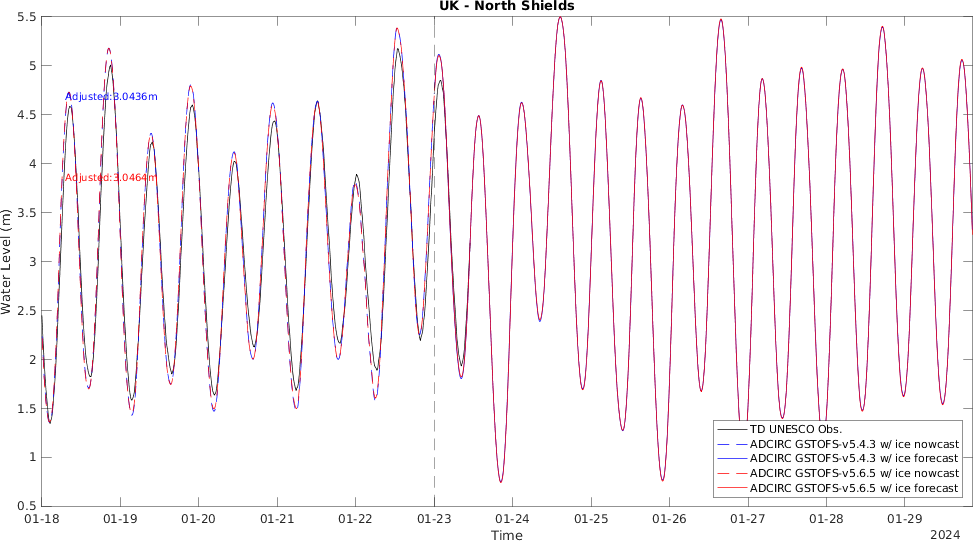 UK - North Shields
5.5
5
4.5
4
3.5
3
2.5
2
1.5
1
0.5
Water Level (m)
Adjusted:3.0436m
Adjusted:3.0464m
TD UNESCO Obs.
ADCIRC GSTOFS-v5.4.3 w/ ice nowcast
ADCIRC GSTOFS-v5.4.3 w/ ice forecast
ADCIRC GSTOFS-v5.6.5 w/ ice nowcast
ADCIRC GSTOFS-v5.6.5 w/ ice forecast
01-18 01-19 01-20 01-21 01-22 01-23 01-24 01-25 01-26 01-27 01-28 01-29
Time
2024